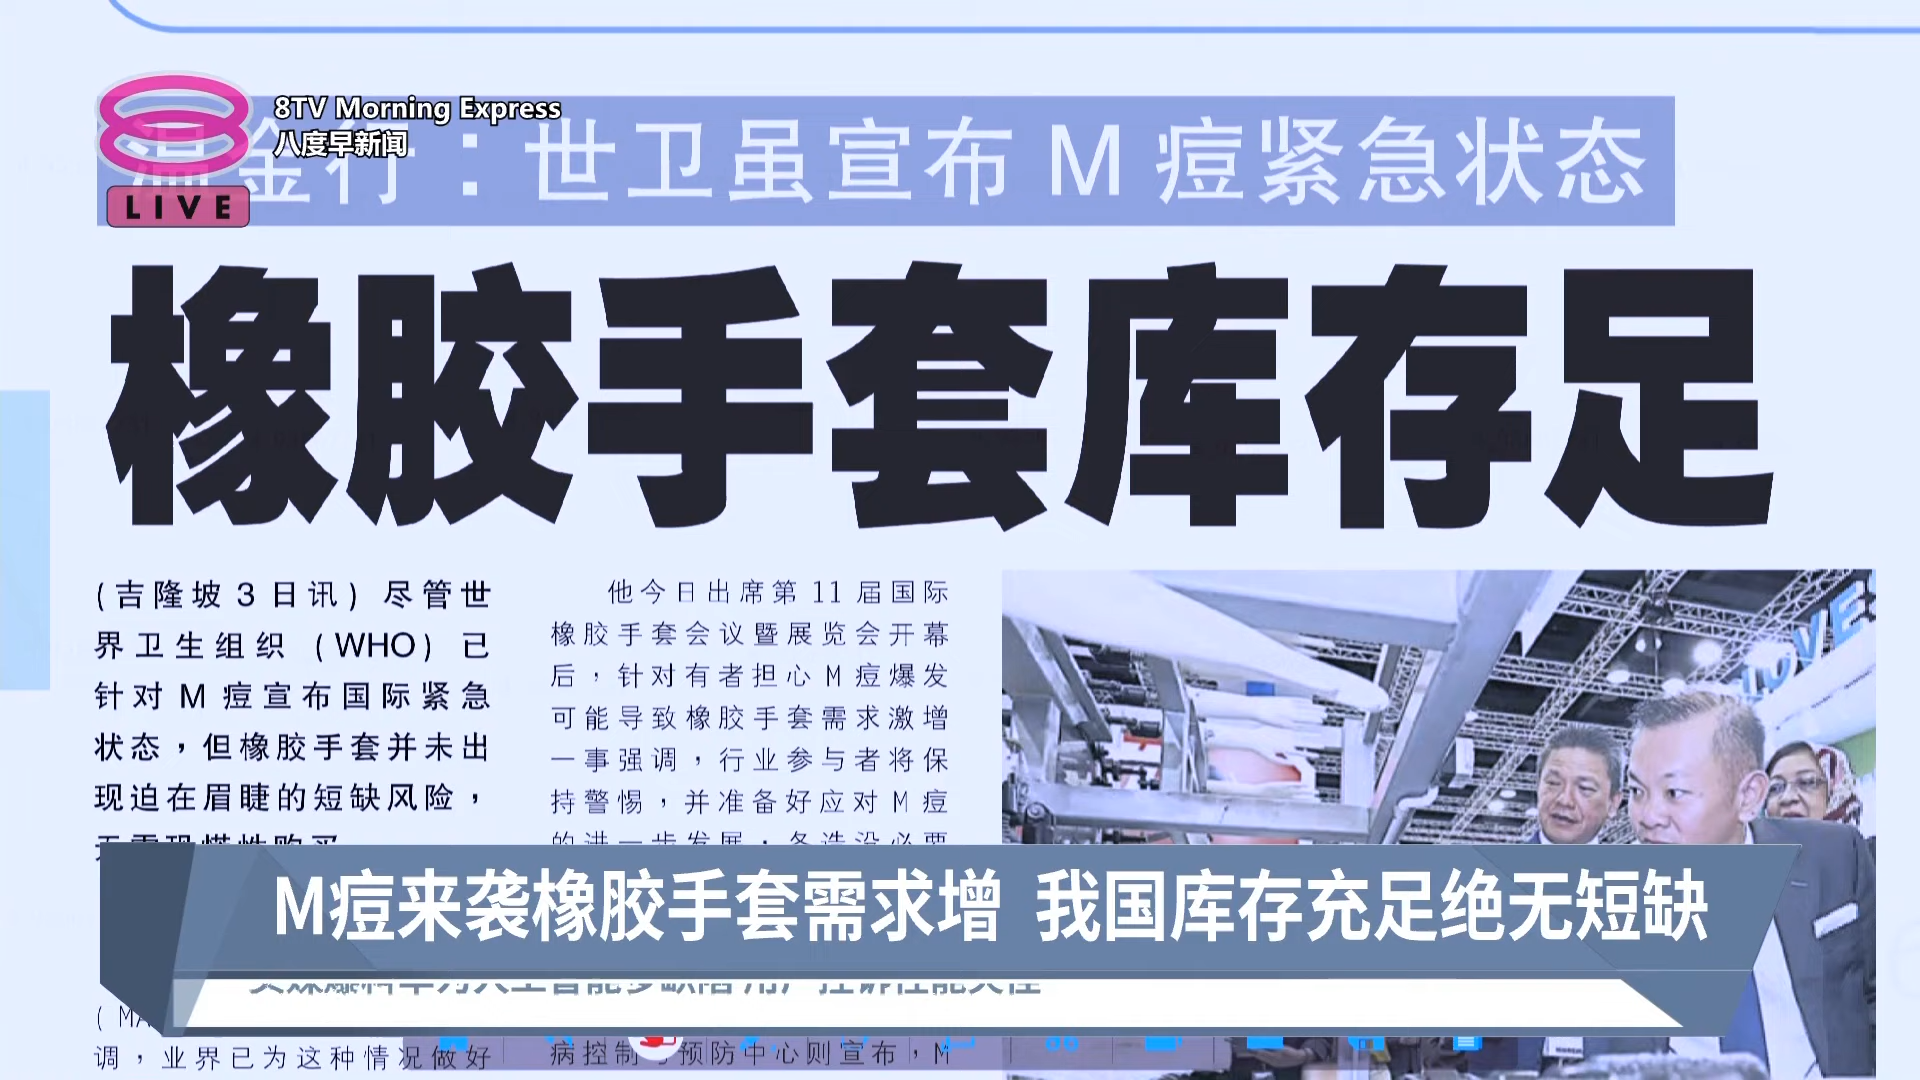 8TV Morning Express
八度早新闻
LIVE
温金行：世卫虽宣布M痘紧急状态
橡胶手套库存足
(吉隆坡3日讯) 尽管世
界卫生组织 (WHO) 已
针对M痘宣布国际紧急
状态，但橡胶手套并未出
现迫在眉睫的短缺风险，
调，业界已为这种情况做好
他今日出席第11届国际
橡胶手套会议暨展览会开幕
后，针对有者担心M痘爆发
可能导致橡胶手套需求激增
一事强调，行业参与者将保
持警惕，并准备好应对M痘
病控制 预防中心则宣布，M
M痘来袭橡胶手套需求增 我国库存充足绝无短缺